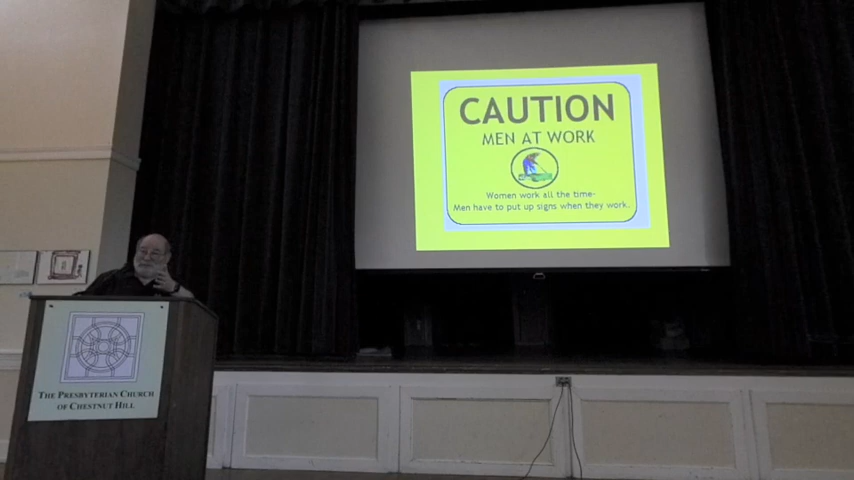 CAUTION
MEN AT WORK
Women work all the time-
Men have to put up signs when they work.
THE PRESBYTERIAN CHURCH
OF CHESTNUT HILL